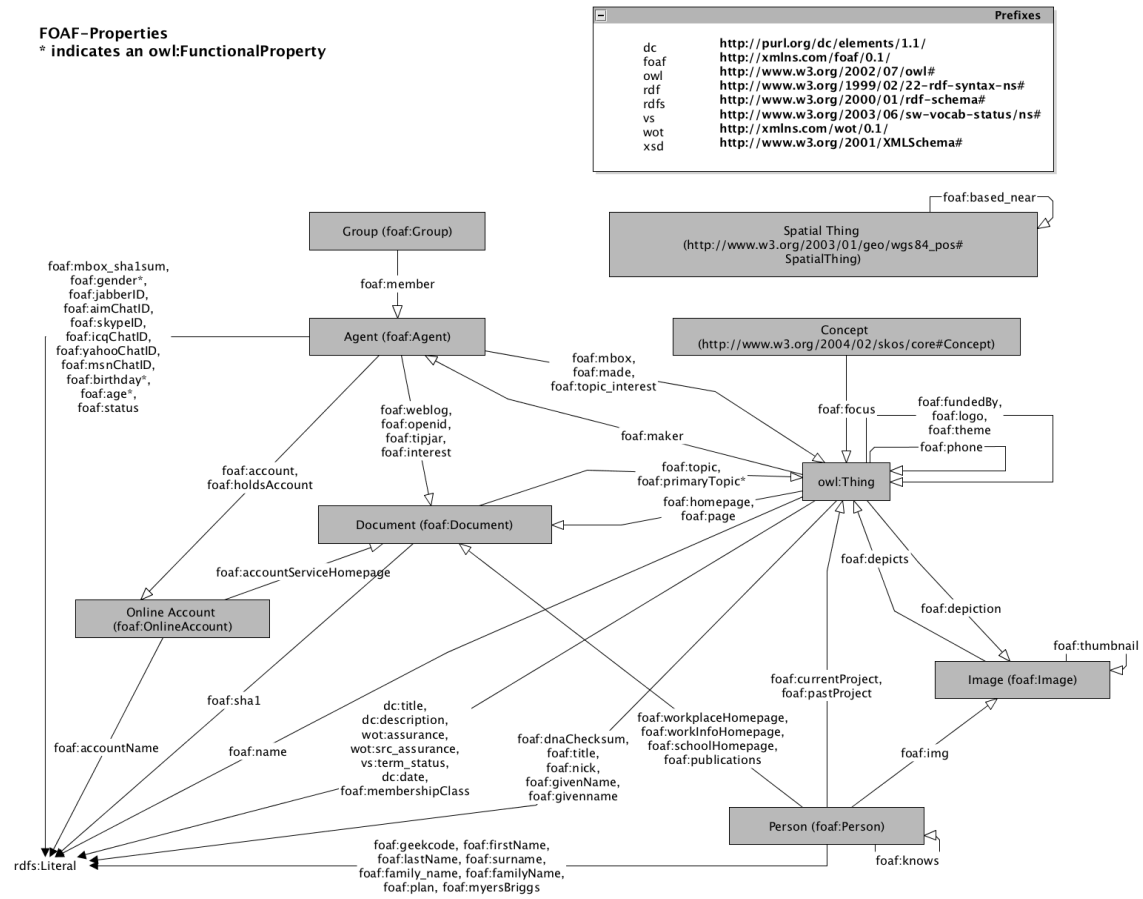 FOAF-Properties
* indicates an owl:FunctionalProperty
Prefixes
dc http://purl.org/dc/elements/1.1/
foaf http://xmlns.com/foaf/0.1/
owl http://www.w3.org/2002/07/owl#
rdf http://www.w3.org/1999/02/22-rdf-syntax-ns#
rdfs http://www.w3.org/2000/01/rdf-schema#
vs http://www.w3.org/2003/06/sw-vocab-status/ns#
wot http://xmlns.com/wot/0.1/
xsd http://www.w3.org/2001/XMLSchema#
foaf:based_near
Spatial Thing
(http://www.w3.org/2003/01/geo/wgs84_pos#
SpatialThing)
Group (foaf:Group)
foaf:member
foaf:mbox_sha1sum,
foaf:gender*,
foaf:jabberID,
foaf:aimChatID,
foaf:skypeID,
foaf:icqChatID,
foaf:yahooChatID,
foaf:msnChatID,
foaf:birthday*,
foaf:age*,
foaf:status
Agent (foaf:Agent)
Concept
(http://www.w3.org/2004/02/skos/core#Concept)
foaf:mbox,
foaf:made,
foaf:topic_interest
foaf:focus
foaf:fundedBy,
foaf:logo,
foaf:theme
foaf:phone
foaf:weblog,
foaf:openid,
foaf:tipjar,
foaf:interest
foaf:maker
foaf:account,
foaf:holdsAccount
foaf:topic,
foaf:primaryTopic*
owl:Thing
foaf:homepage,
foaf:page
Document (foaf:Document)
foaf:accountServiceHomepage
foaf:depicts
foaf:depiction
Online Account
(foaf:OnlineAccount)
foaf:thumbnail
Image (foaf:Image)
foaf:currentProject,
foaf:pastProject
foaf:sha1
dc:title,
dc:description,
wot:assurance,
wot:src_assurance,
vs:term_status,
dc:date,
foaf:membershipClass
foaf:workplaceHomepage,
foaf:workInfoHomepage,
foaf:schoolHomepage,
foaf:publications
foaf:accountName
foaf:name
foaf:dnaChecksum,
foaf:title,
foaf:nick,
foaf:givenName,
foaf:givenname
foaf:img
Person (foaf:Person)
foaf:knows
rdfs:Literal
foaf:geekcode, foaf:firstName,
foaf:lastName, foaf:surname,
foaf:family_name, foaf:familyName,
foaf:plan, foaf:myersBriggs